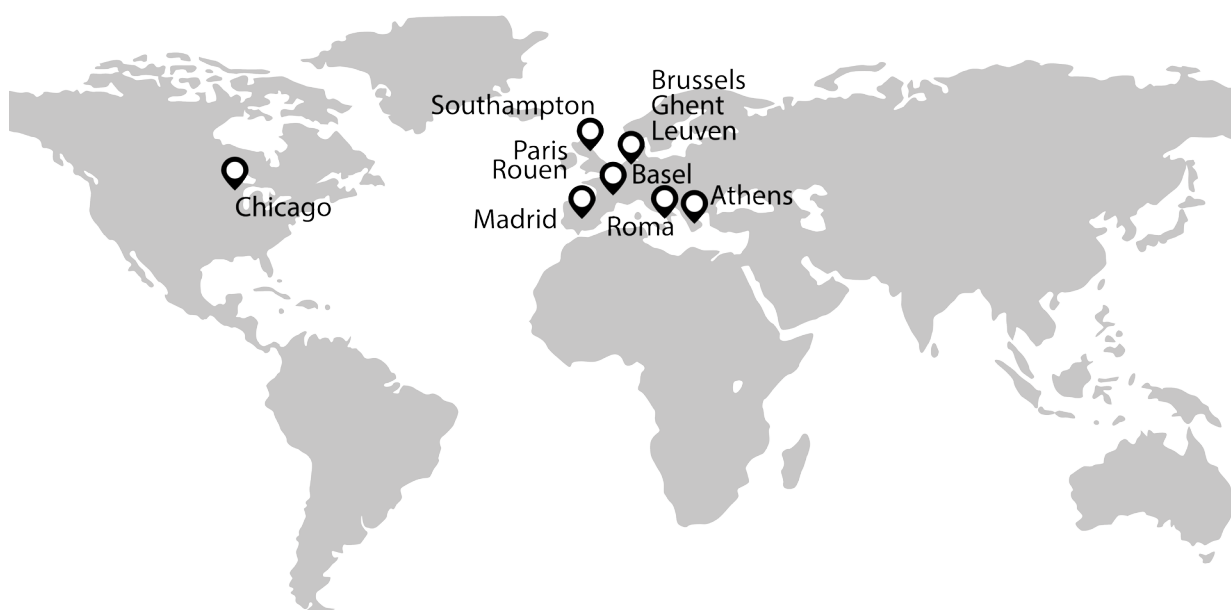 Brussels
Ghent
Leuven
Southampton
Paris
Rouen
Basel
Athens
Madrid
Roma
Chicago